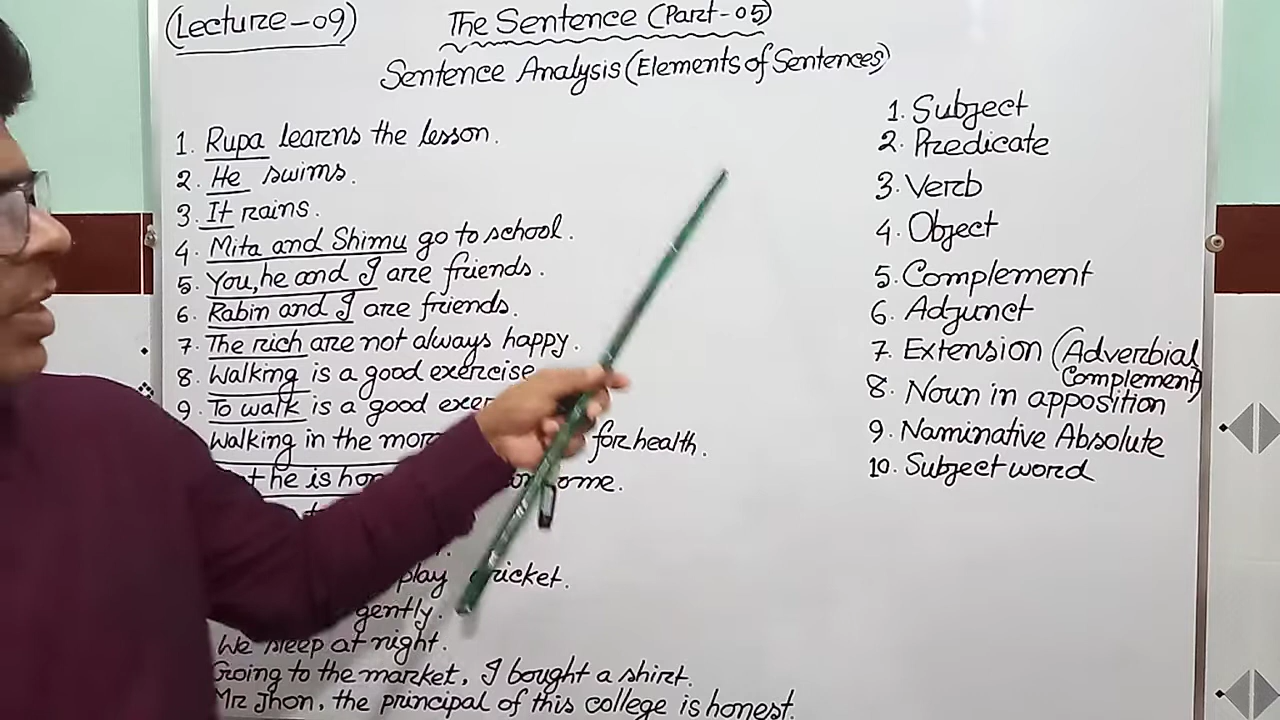 (Lecture-09)
The Sentence (Part-05)
Sentence Analysis (Elements of Sentences)
1. Rupa learns the lesson.
2. He swims.
3. It rains.
4. Mita and Shimu go to school.
5. You, he and I are friends.
6. Rabin and I are friends.
7. The rich are not always happy.
8. Walking is a good exercise
9. To walk is a good
Walking in the for health.
he is
play cricket.
gently.
We sleep at night.
Going to the market, I bought a shirt.
Mr Jhon, the principal of this college is honest.
1. Subject
2. Predicate
3. Verb
4. Object
5. Complement
6. Adjunct
7. Extension (Adverbial
Complement)
8. Noun in apposition
9. Naminative Absolute
10. Subject word